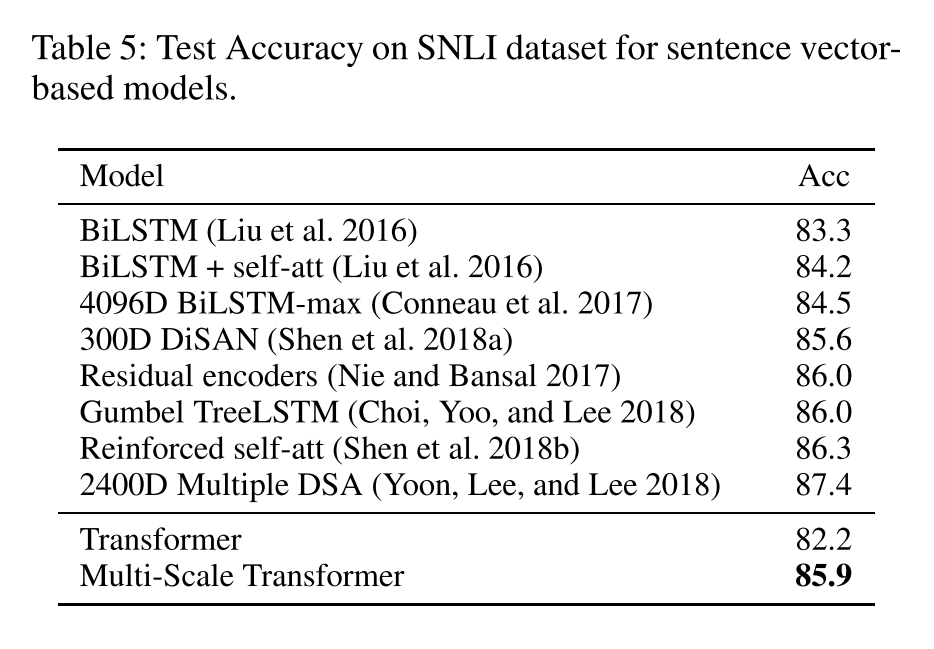 Table 5: Test Accuracy on SNLI dataset for sentence vector-
based models.
Model Acc
BiLSTM (Liu et al. 2016) 83.3
BiLSTM + self-att (Liu et al. 2016) 84.2
4096D BiLSTM-max (Conneau et al. 2017) 84.5
300D DiSAN (Shen et al. 2018a) 85.6
Residual encoders (Nie and Bansal 2017) 86.0
Gumbel TreeLSTM (Choi, Yoo, and Lee 2018) 86.0
Reinforced self-att (Shen et al. 2018b) 86.3
2400D Multiple DSA (Yoon, Lee, and Lee 2018) 87.4
Transformer 82.2
Multi-Scale Transformer 85.9